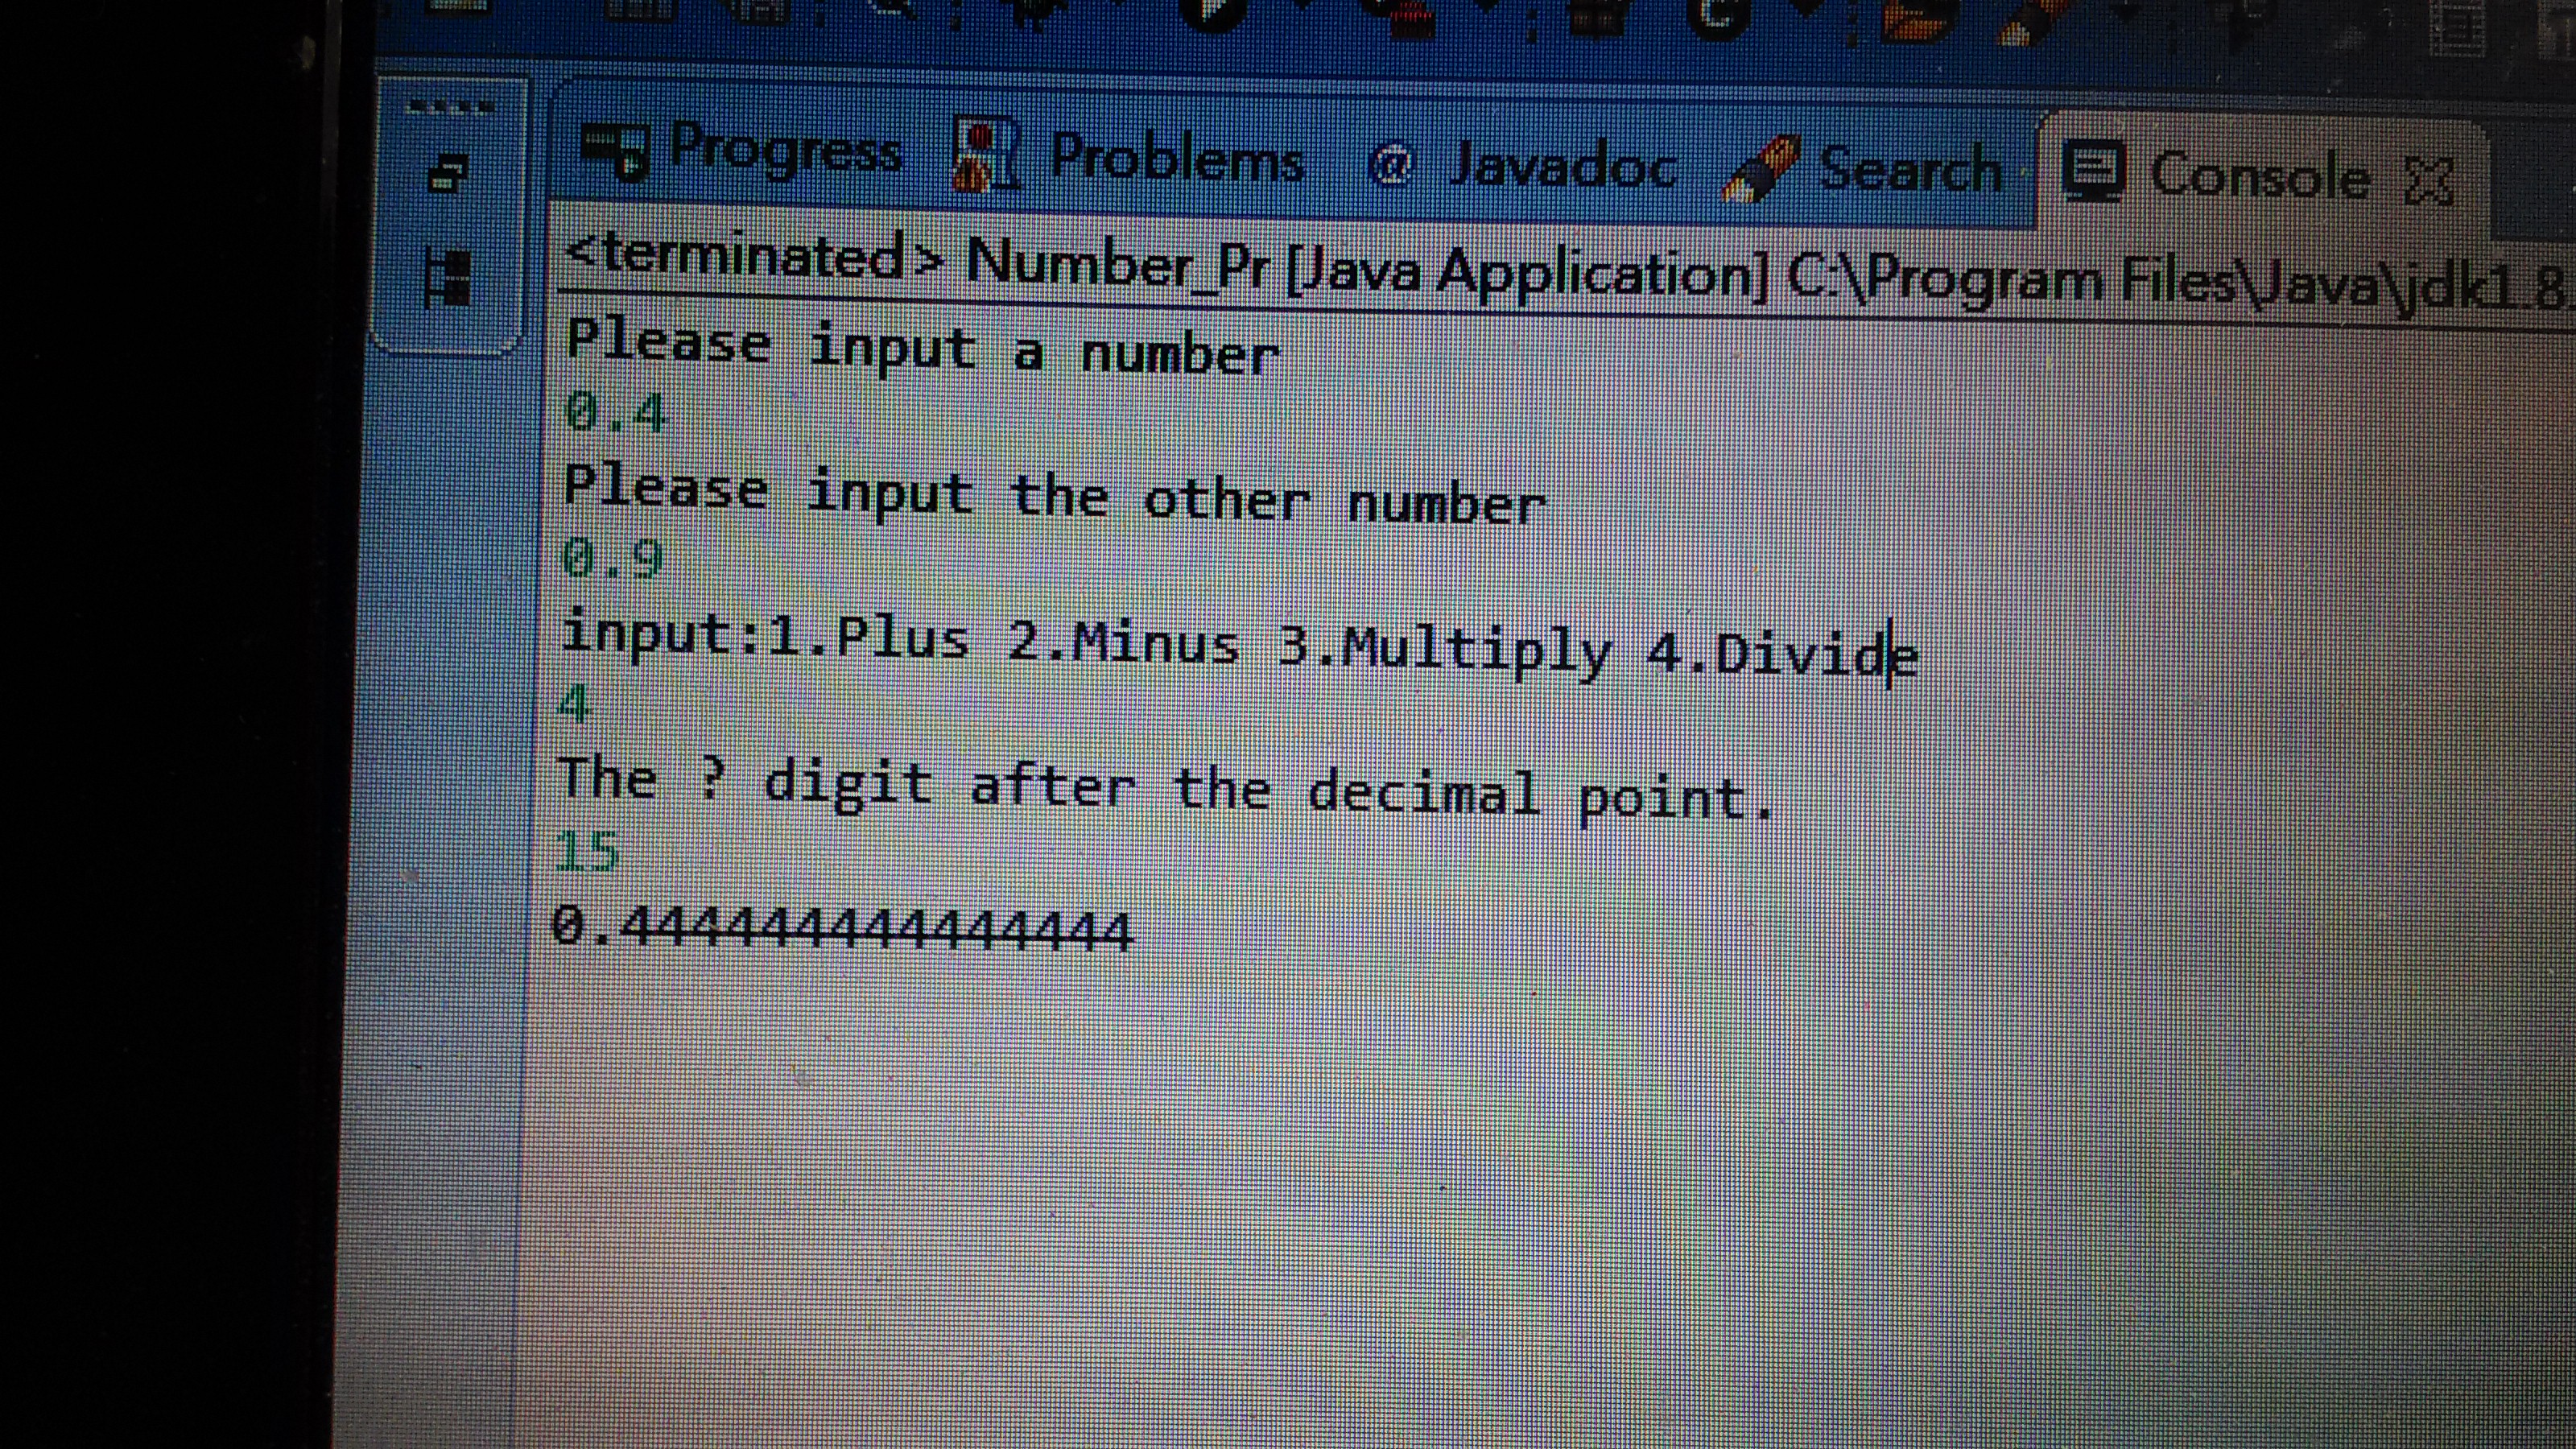 Progress Problems @ Javadoc Search Console
<terminated> Number_Pr [Java Application] C:\Program Files\Java\jdk1.8
Please input a number
0.4
Please input the other number
0.9
input:1.Plus 2.Minus 3.Multiply 4.Divide
4
The ? digit after the decimal point.
15
0.444444444444444